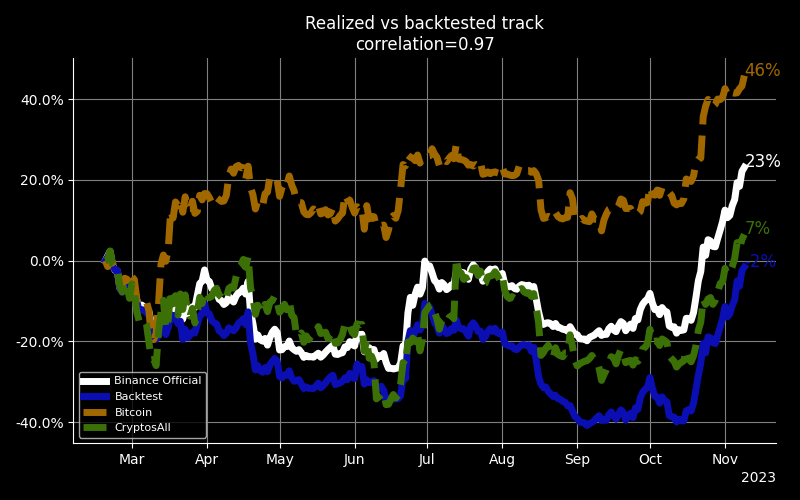 Realized vs backtested track
correlation=0.97
46%
40.0%
23%
20.0%
7%
0.0%
-2%
-20.0%
-40.0%
Binance Official
Backtest
Bitcoin
CryptosAll
Mar Apr May Jun Jul Aug Sep Oct Nov
2023